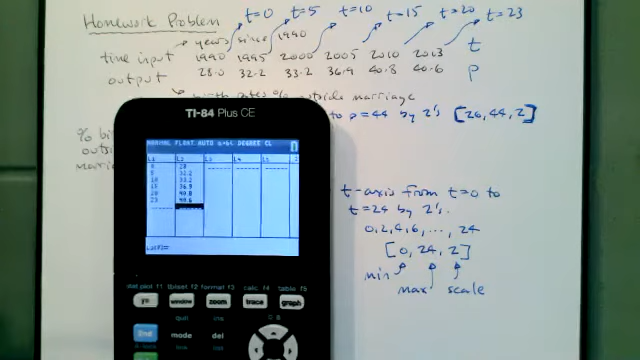 Homework Problem
t=0 t=5 t=10 t=15 t=20 t=23
years since 1990
time input 1990 1995 2000 2005 2010 2013 t
output 28.0 32.2 33.2 36.9 40.8 40.6 P
birth rates % outside marriage
to p=44 by 2's [26,44,2]
% bi
outsi
marri
TI-84 Plus CE
NORMAL FLOAT AUTO DEGREE CL
L1 L2 L3 L4 L5 2
0 28
5 32.2
10 33.2
15 36.9
20 40.8
23 40.6
L2(7)=
t-axis from t=0 to
t=24 by 2's.
0,2,4,6, ..., 24
[0, 24, 2]
min max scale
stat plot f1 tblset f2 format f3 calc f4 table f5
y= window zoom trace graph
quit ins
2nd mode del